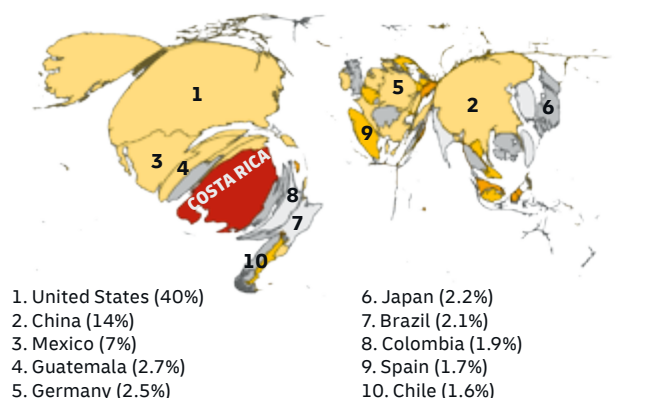 1
2
3
4
5
6
7
8
9
10
COSTA RICA
1. United States (40%)
2. China (14%)
3. Mexico (7%)
4. Guatemala (2.7%)
5. Germany (2.5%)
6. Japan (2.2%)
7. Brazil (2.1%)
8. Colombia (1.9%)
9. Spain (1.7%)
10. Chile (1.6%)